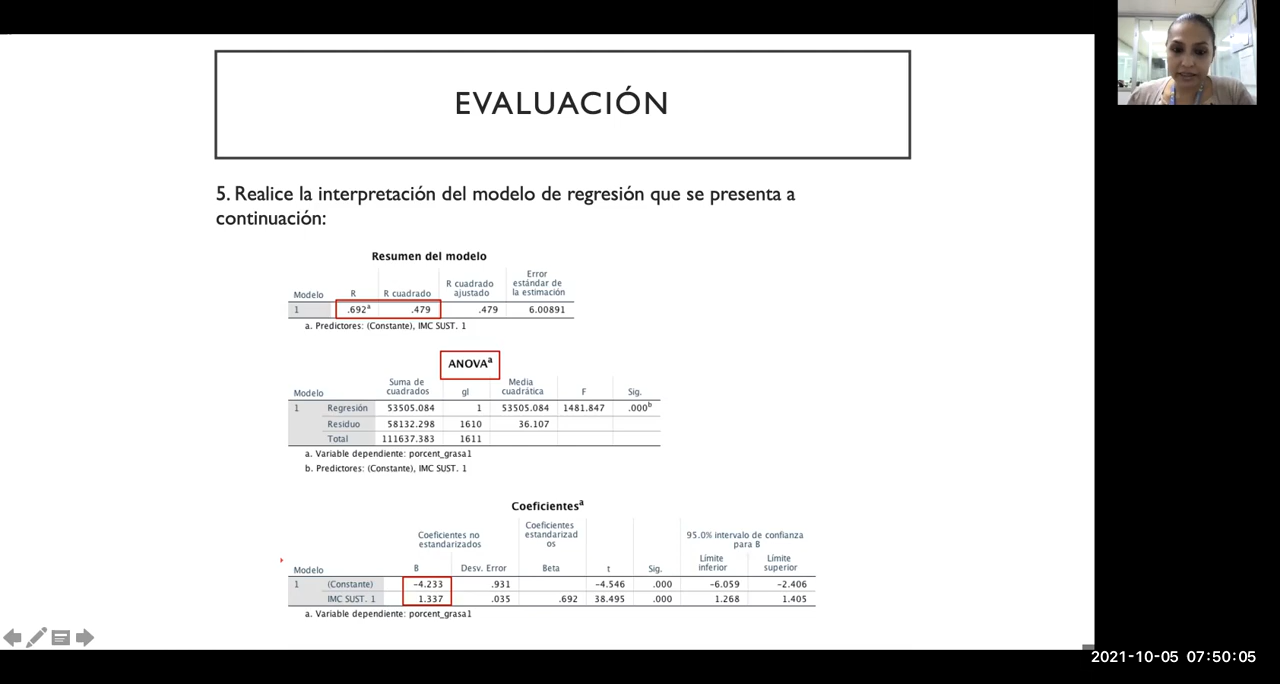 EVALUACIÓN
5. Realice la interpretación del modelo de regresión que se presenta a
continuación:
Resumen del modelo
Modelo R R cuadrado R cuadrado ajustado Error estándar de la estimación
1 .692a .479 .479 6.00891
a. Predictores: (Constante), IMC SUST. 1
ANOVAa
Modelo Suma de cuadrados gl Media cuadrática F Sig.
1 Regresión 53505.084 1 53505.084 1481.847 .000b
Residuo 58132.298 1610 36.107
Total 111637.383 1611
a. Variable dependiente: porcent_grasa1
b. Predictores: (Constante), IMC SUST. 1
Coeficientesa
Coeficientes no estandarizados Coeficientes estandarizados 95.0% intervalo de confianza para B
Modelo B Desv. Error Beta t Sig. Límite inferior Límite superior
1 (Constante) -4.233 .931 -4.546 .000 -6.059 -2.406
IMC SUST. 1 1.337 .035 .692 38.495 .000 1.268 1.405
a. Variable dependiente: porcent_grasa1
2021-10-05 07:50:05